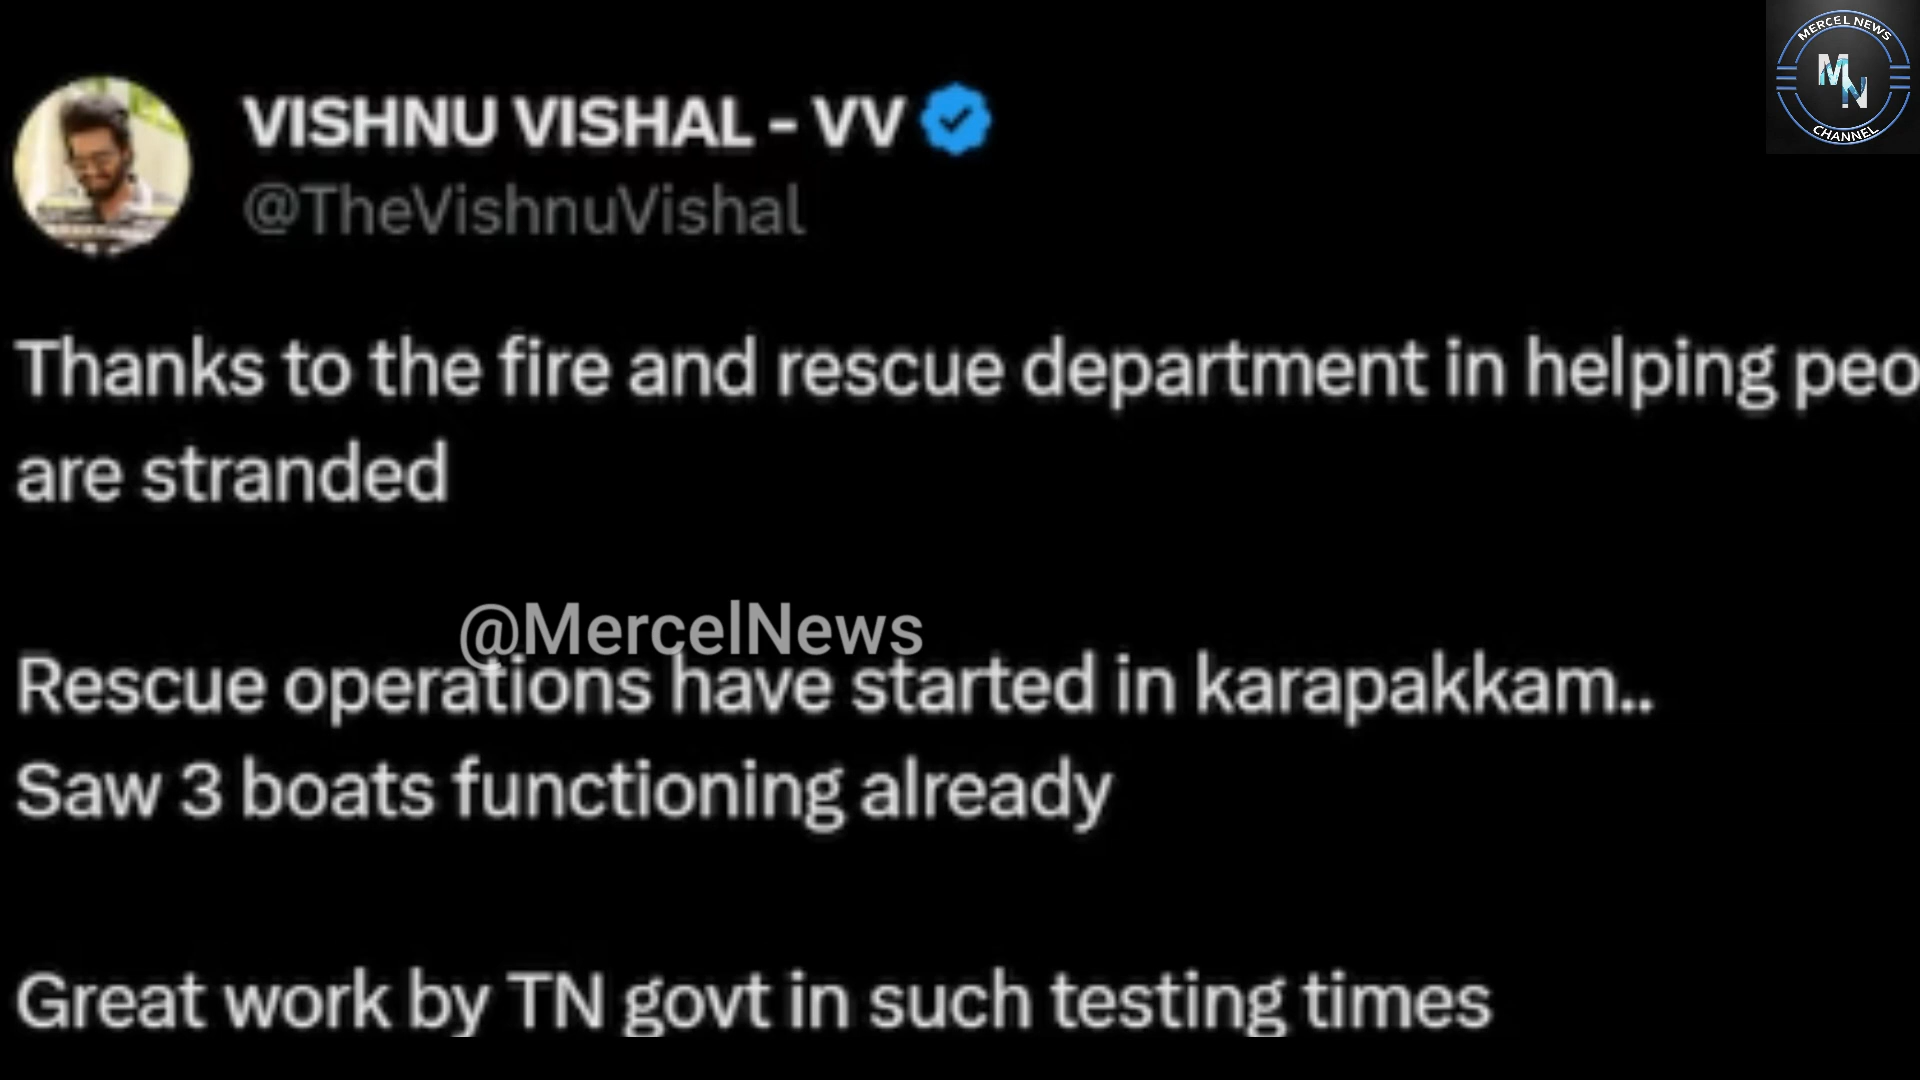 MERCEL NEWS
MN
CHANNEL
VISHNU VISHAL - VV
@TheVishnuVishal
Thanks to the fire and rescue department in helping peo
are stranded
@MercelNews
Rescue operations have started in karapakkam..
Saw 3 boats functioning already
Great work by TN govt in such testing times